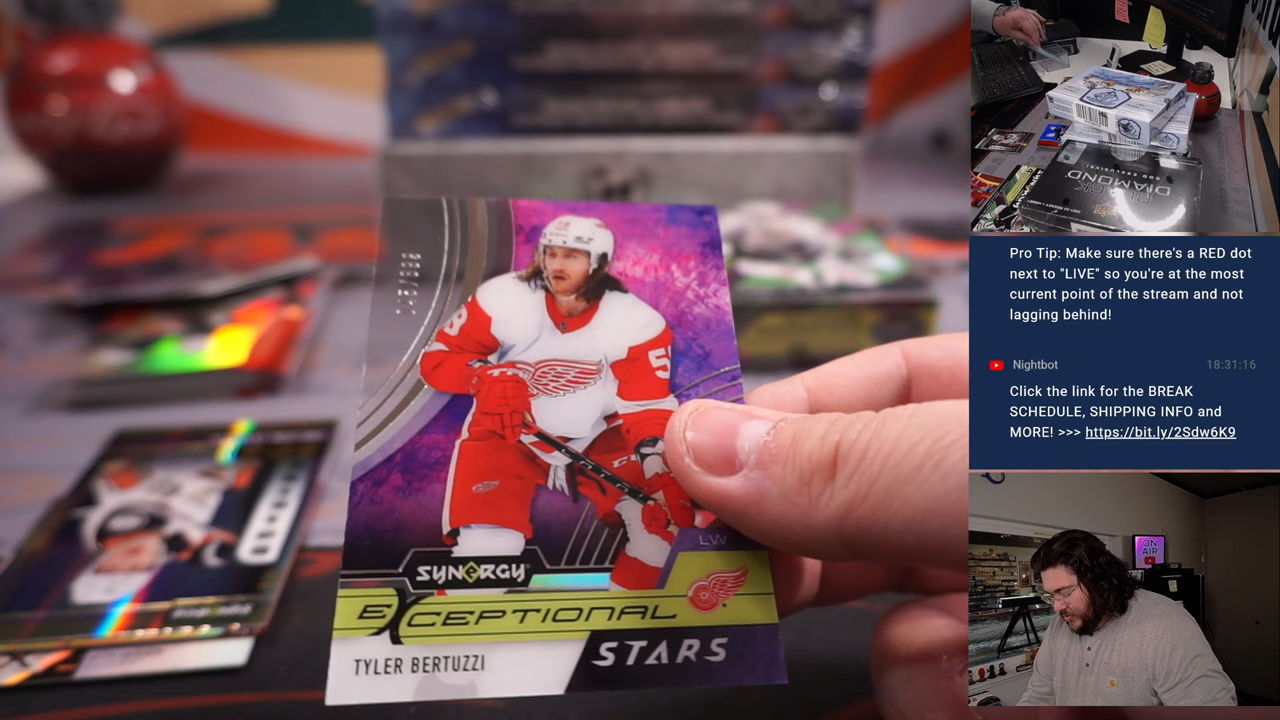 SYNERGY
EXCEPTIONAL
STARS
TYLER BERTUZZI
LW
BLACK
DIAMOND
Pro Tip: Make sure there's a RED dot
next to "LIVE" so you're at the most
current point of the stream and not
lagging behind!
Nightbot
18:31:16
Click the link for the BREAK
SCHEDULE, SHIPPING INFO and
MORE! >>> https://bit.ly/2Sdw6K9
ON
AIR